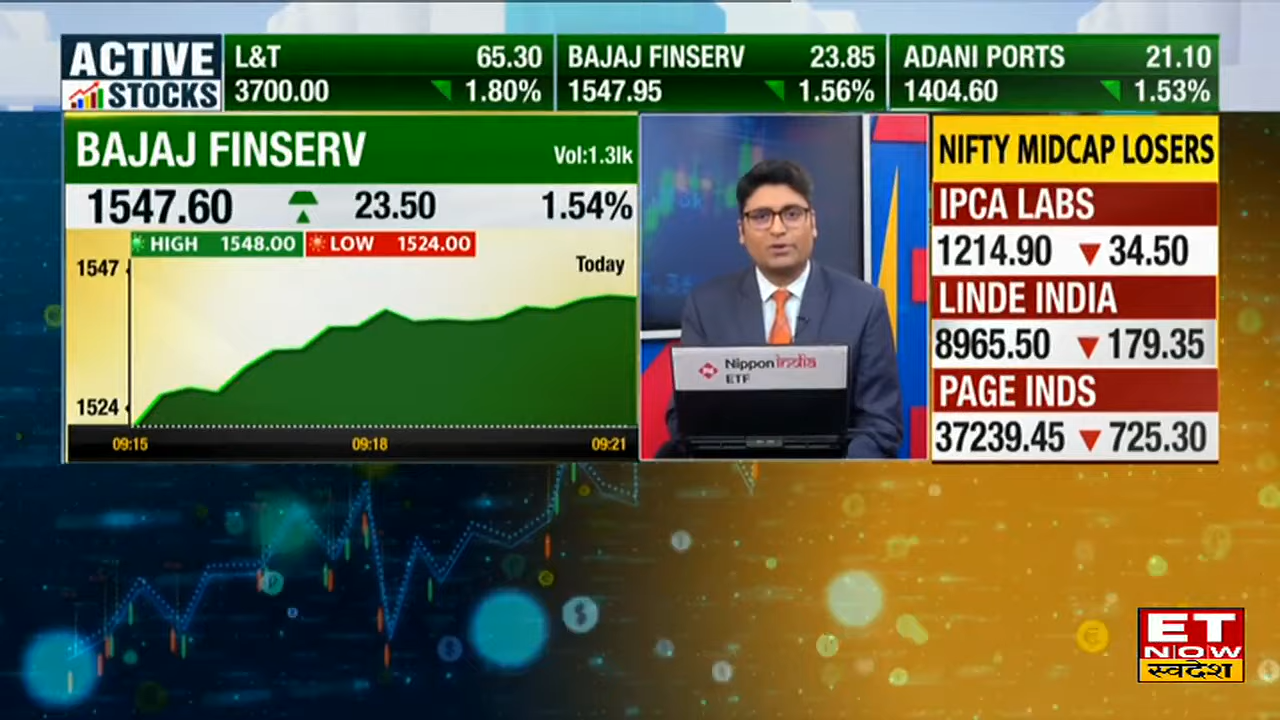 ACTIVE
STOCKS
L&T 65.30
3700.00 1.80%
BAJAJ FINSERV 23.85
1547.95 1.56%
ADANI PORTS 21.10
1404.60 1.53%
BAJAJ FINSERV Vol:1.3lk
1547.60 23.50 1.54%
HIGH 1548.00 LOW 1524.00
Today
1547
1524
09:15 09:18 09:21
Nippon india
ETF
NIFTY MIDCAP LOSERS
IPCA LABS
1214.90 34.50
LINDE INDIA
8965.50 179.35
PAGE INDS
37239.45 725.30
ET
NOW
स्वदेश